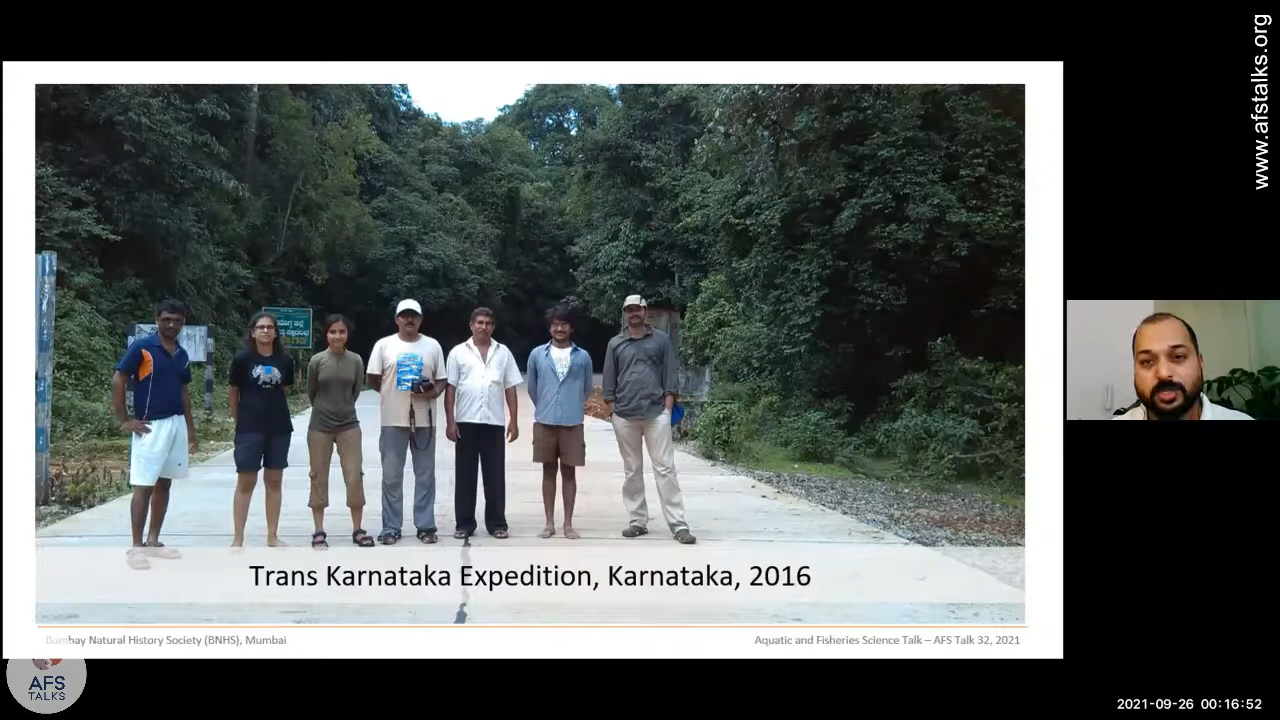 www.afstalks.org
Trans Karnataka Expedition, Karnataka, 2016
Bombay Natural History Society (BNHS), Mumbai
Aquatic and Fisheries Science Talk – AFS Talk 32, 2021
AFS
TALKS
2021-09-26 00:16:52